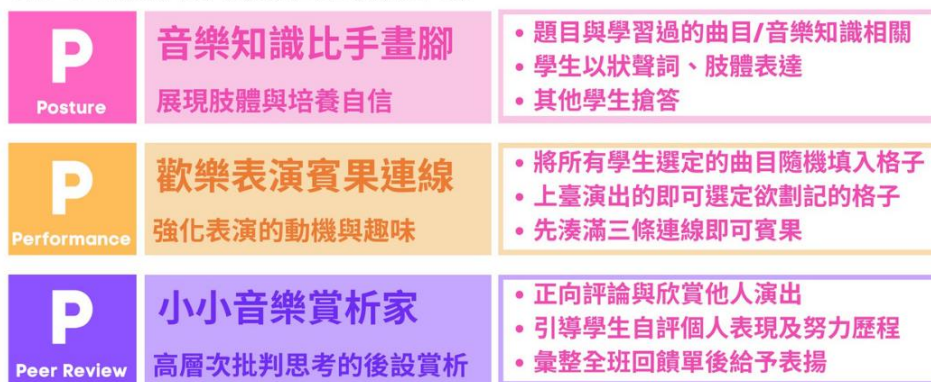 P
Posture
音樂知識比手畫腳
展現肢體與培養自信
• 題目與學習過的曲目/音樂知識相關
• 學生以狀聲詞、肢體表達
• 其他學生搶答
P
Performance
歡樂表演賓果連線
強化表演的動機與趣味
• 將所有學生選定的曲目隨機填入格子
• 上臺演出的即可選定欲劃記的格子
• 先湊滿三條連線即可賓果
P
Peer Review
小小音樂賞析家
高層次批判思考的後設賞析
• 正向評論與欣賞他人演出
• 引導學生自評個人表現及努力歷程
• 彙整全班回饋單後給予表揚